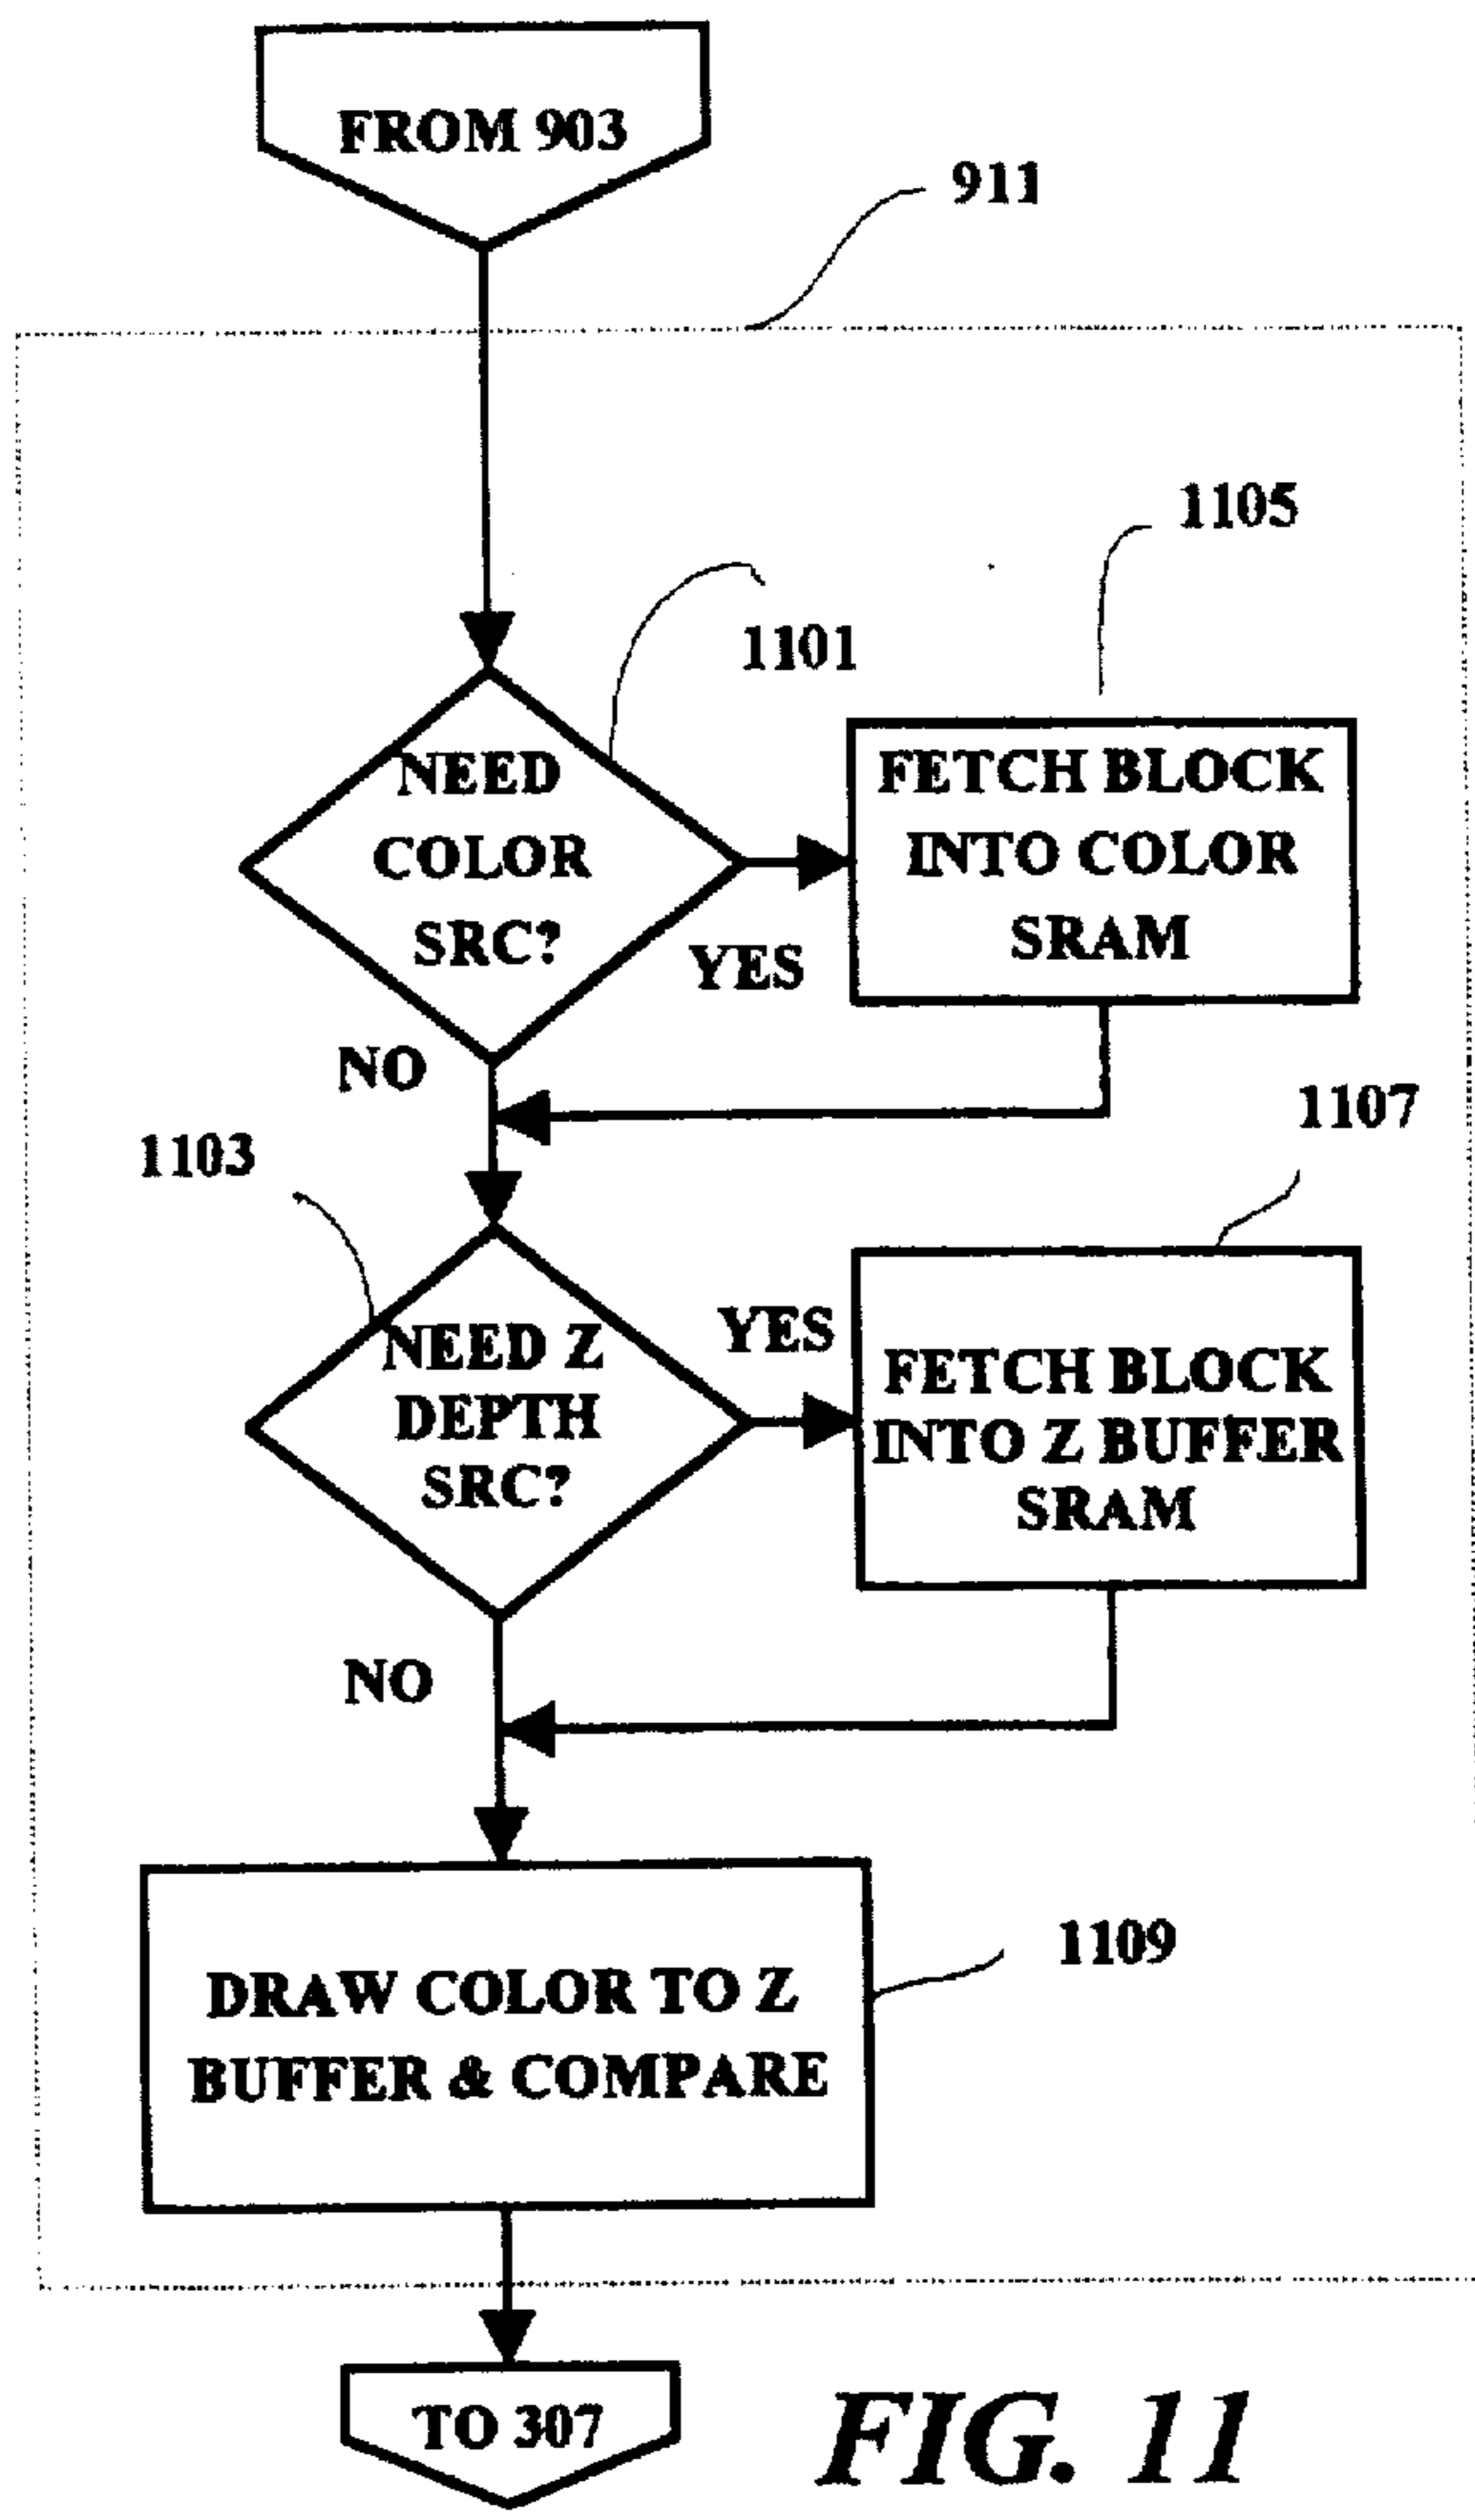 FROM 903
911
1105
1101
NEED
COLOR
SRC?
FETCH BLOCK
INTO COLOR
SRAM
YES
NO
1107
1103
NEED Z
DEPTH
SRC?
YES
FETCH BLOCK
INTO Z BUFFER
SRAM
NO
1109
DRAW COLOR TO Z
BUFFER & COMPARE
TO 307
FIG. 11